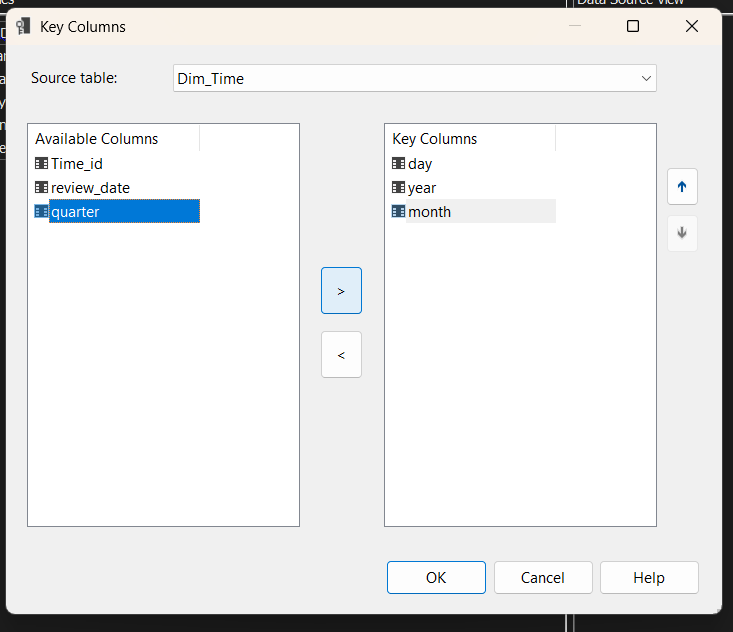 Data Source View
Key Columns
Source table:
Dim_Time
Available Columns
Time_id
review_date
quarter
>
<
Key Columns
day
year
month
OK
Cancel
Help